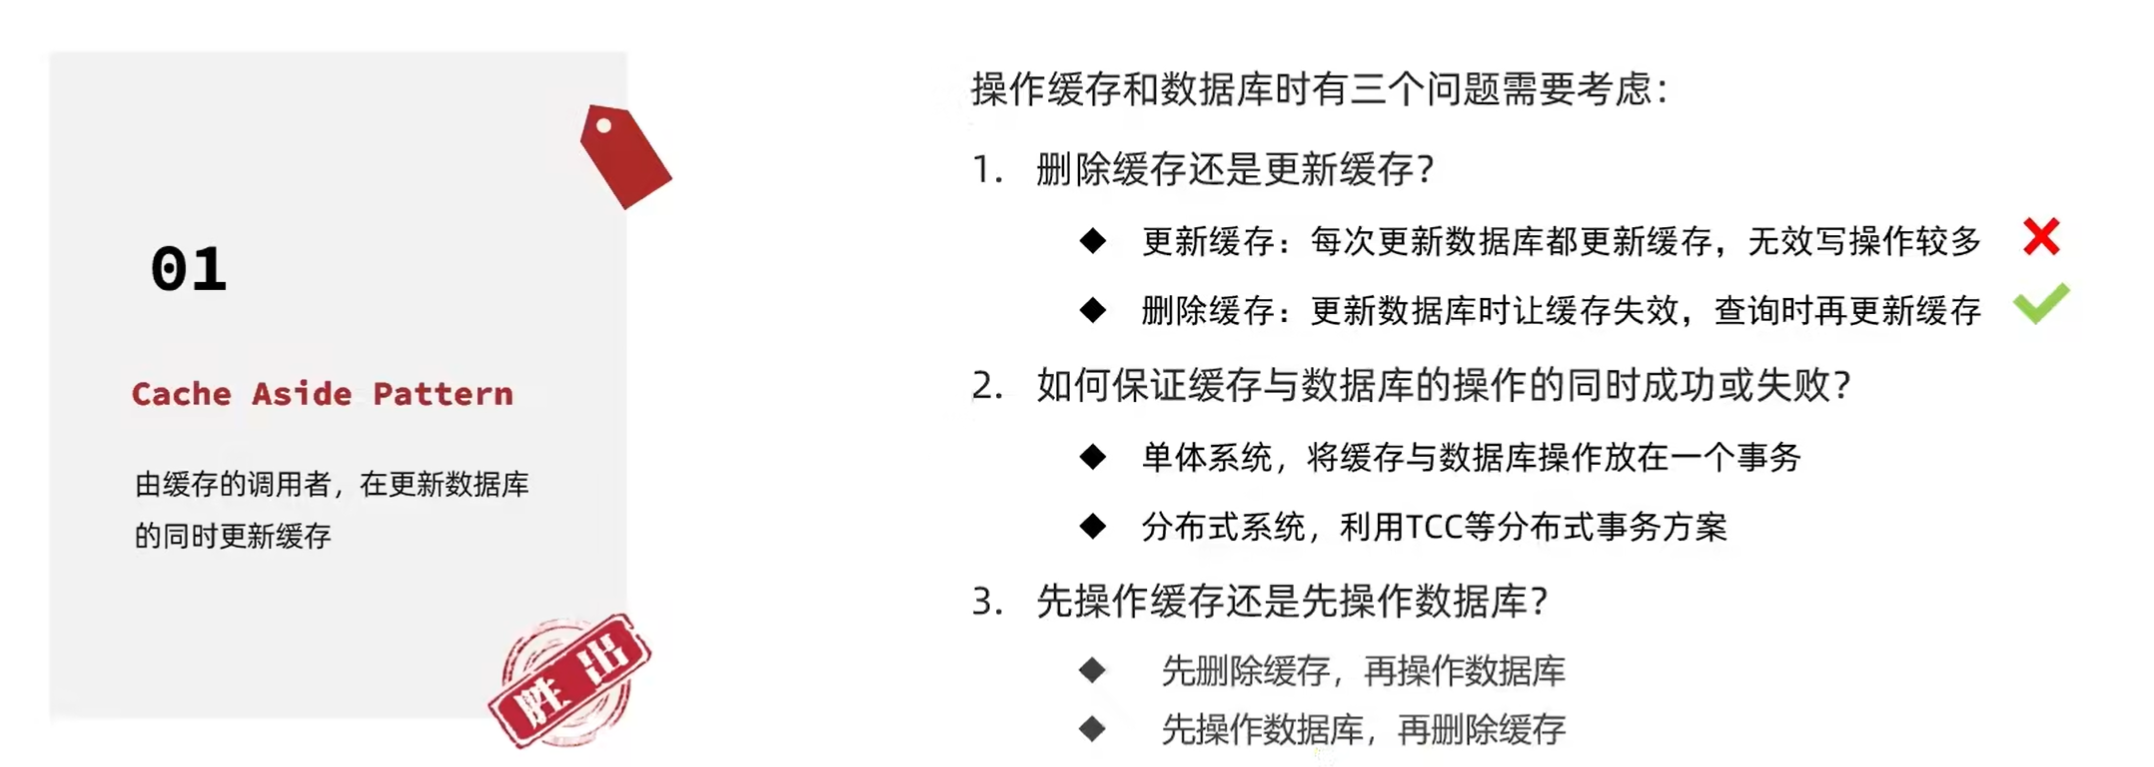 01
Cache Aside Pattern
由缓存的调用者，在更新数据库
的同时更新缓存
胜出
操作缓存和数据库时有三个问题需要考虑：
1. 删除缓存还是更新缓存？
◆ 更新缓存：每次更新数据库都更新缓存，无效写操作较多
◆ 删除缓存：更新数据库时让缓存失效，查询时再更新缓存
2. 如何保证缓存与数据库的操作的同时成功或失败？
◆ 单体系统，将缓存与数据库操作放在一个事务
◆ 分布式系统，利用TCC等分布式事务方案
3. 先操作缓存还是先操作数据库？
◆ 先删除缓存，再操作数据库
◆ 先操作数据库，再删除缓存